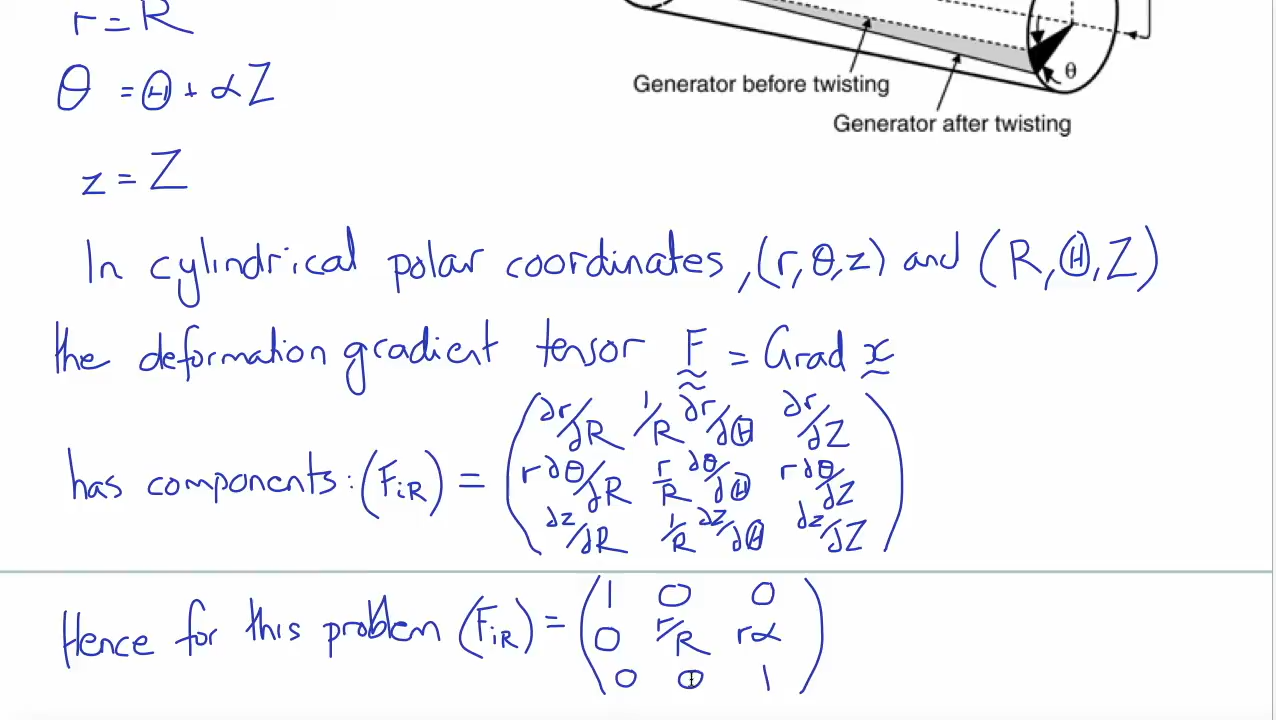 r = R
θ = Θ + αZ
z = Z
θ
Generator before twisting
Generator after twisting
In cylindrical polar coordinates, (r, θ, z) and (R, Θ, Z)
the deformation gradient tensor F = Grad x
has components: (FiR) = ( ∂r/∂R 1/R ∂r/∂Θ ∂r/∂Z
r ∂θ/∂R r/R ∂θ/∂Θ r ∂θ/∂Z
∂z/∂R 1/R ∂z/∂Θ ∂z/∂Z )
Hence for this problem (FiR) = ( 1 0 0
0 r/R rα
0 0 1 )